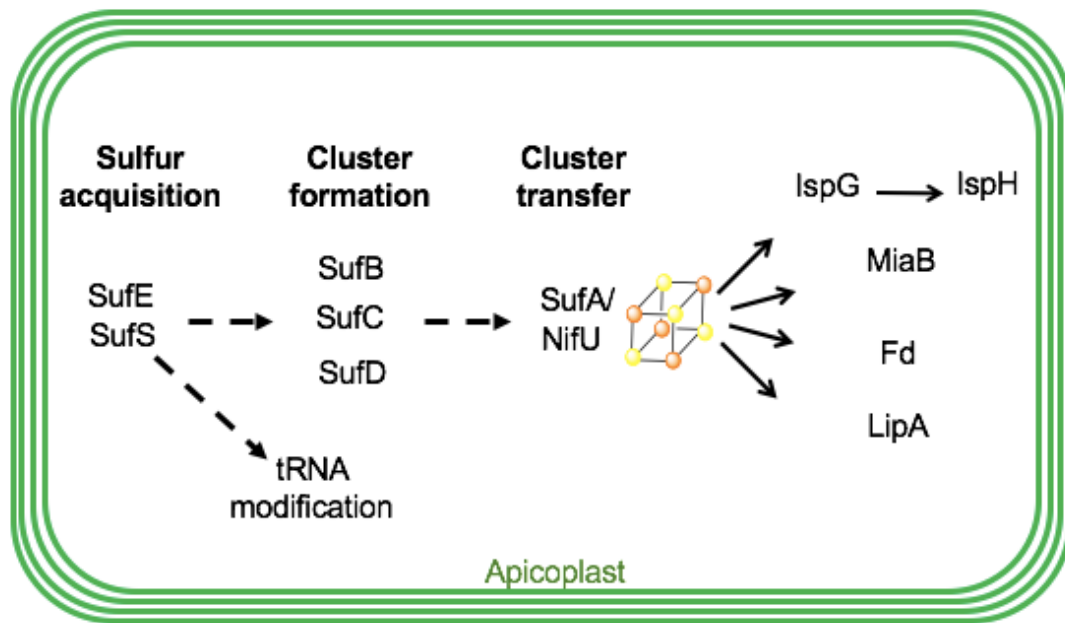 Sulfur
acquisition
Cluster
formation
Cluster
transfer
IspG
IspH
SufE
SufS
SufB
SufC
SufD
SufA/
NifU
MiaB
Fd
LipA
tRNA
modification
Apicoplast